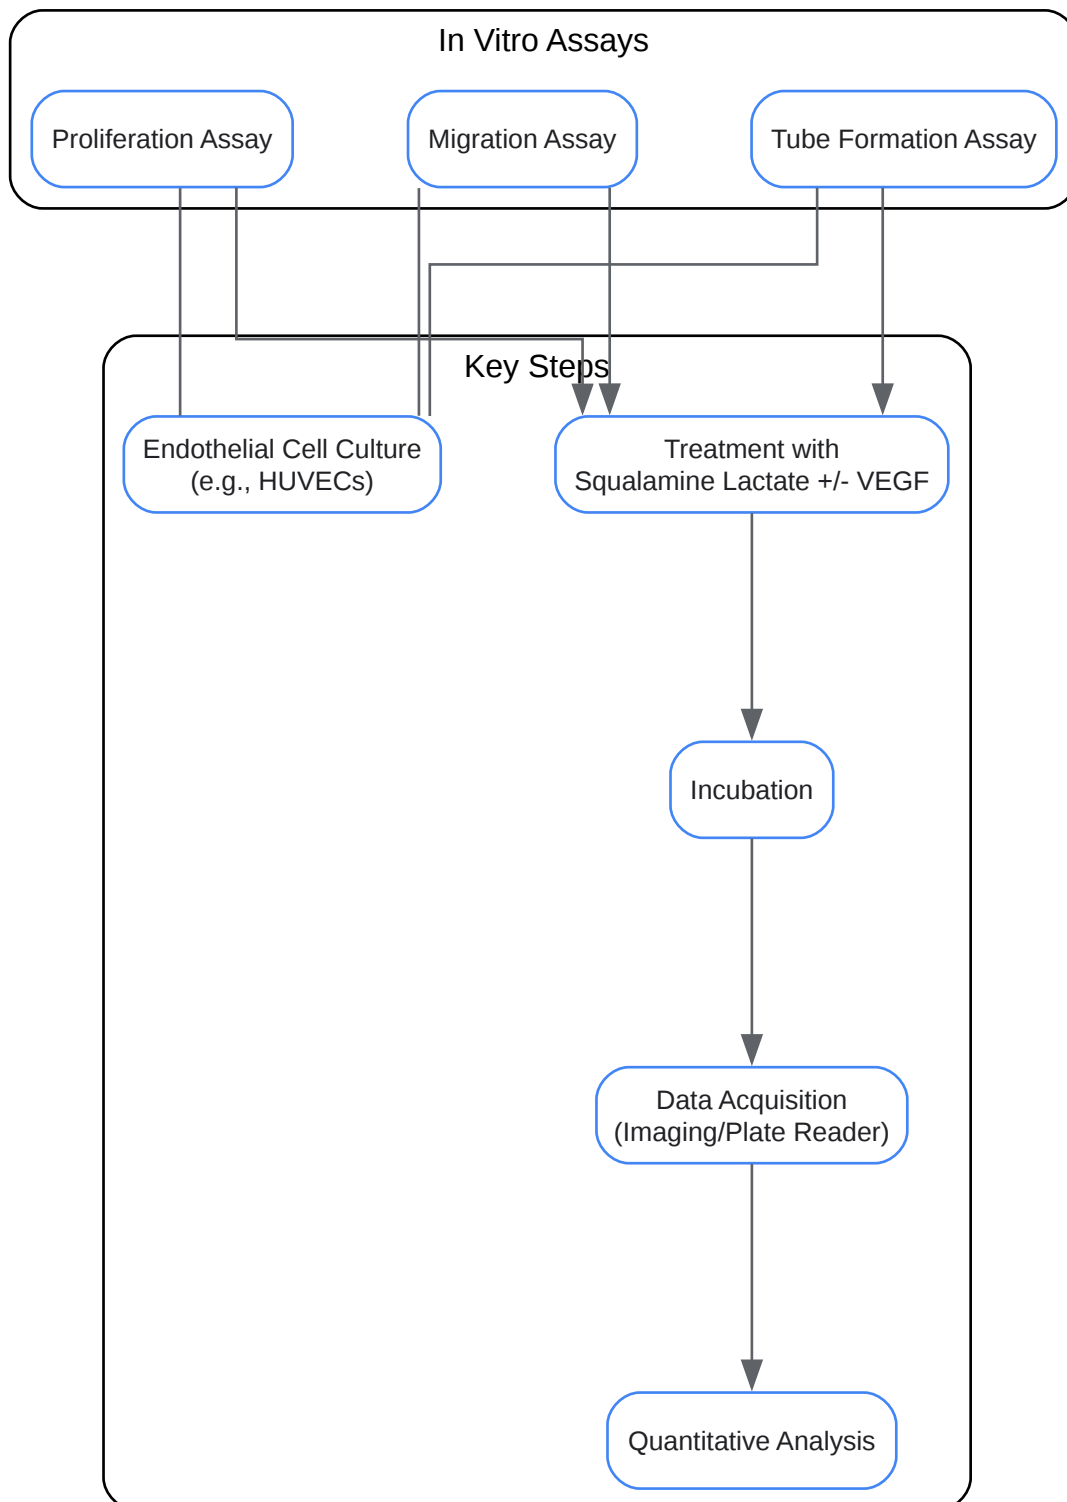 In Vitro Assays
Proliferation Assay
Migration Assay
Tube Formation Assay
Key Steps
Endothelial Cell Culture
(e.g., HUVECs)
Treatment with
Squalamine Lactate +/- VEGF
Incubation
Data Acquisition
(Imaging/Plate Reader)
Quantitative Analysis